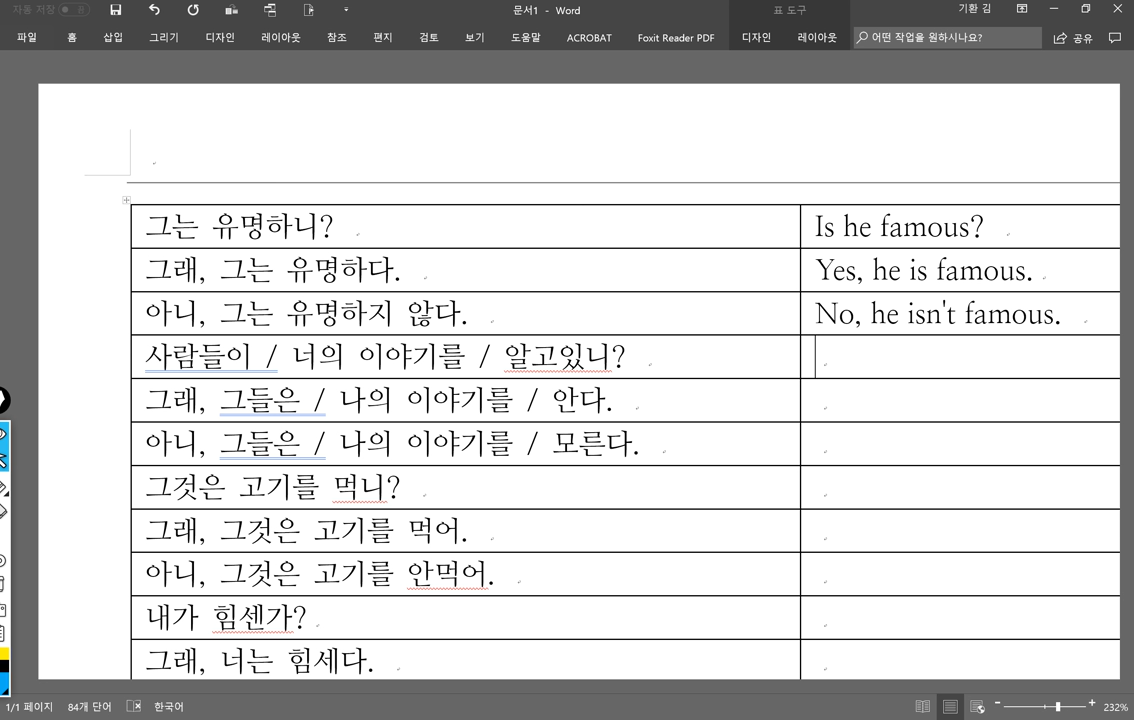 자동 저장 끔
문서1 - Word
표 도구
기환 김
파일 홈 삽입 그리기 디자인 레이아웃 참조 편지 검토 보기 도움말 ACROBAT Foxit Reader PDF 디자인 레이아웃 어떤 작업을 원하시나요? 공유
그는 유명하니? Is he famous?
그래, 그는 유명하다. Yes, he is famous.
아니, 그는 유명하지 않다. No, he isn't famous.
사람들이 / 너의 이야기를 / 알고있니?
그래, 그들은 / 나의 이야기를 / 안다.
아니, 그들은 / 나의 이야기를 / 모른다.
그것은 고기를 먹니?
그래, 그것은 고기를 먹어.
아니, 그것은 고기를 안먹어.
내가 힘센가?
그래, 너는 힘세다.
1/1 페이지 84개 단어 한국어 232%